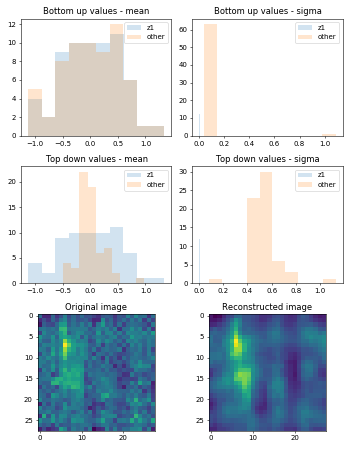 Bottom up values - mean
12
10
8
6
4
2
0
−1.0 −0.5 0.0 0.5 1.0
z1
other
Bottom up values - sigma
60
50
40
30
20
10
0
0.0 0.2 0.4 0.6 0.8 1.0
z1
other
Top down values - mean
20
15
10
5
0
−1.0 −0.5 0.0 0.5 1.0
z1
other
Top down values - sigma
30
25
20
15
10
5
0
0.0 0.2 0.4 0.6 0.8 1.0
z1
other
Original image
0
5
10
15
20
25
0 10 20
Reconstructed image
0
5
10
15
20
25
0 10 20